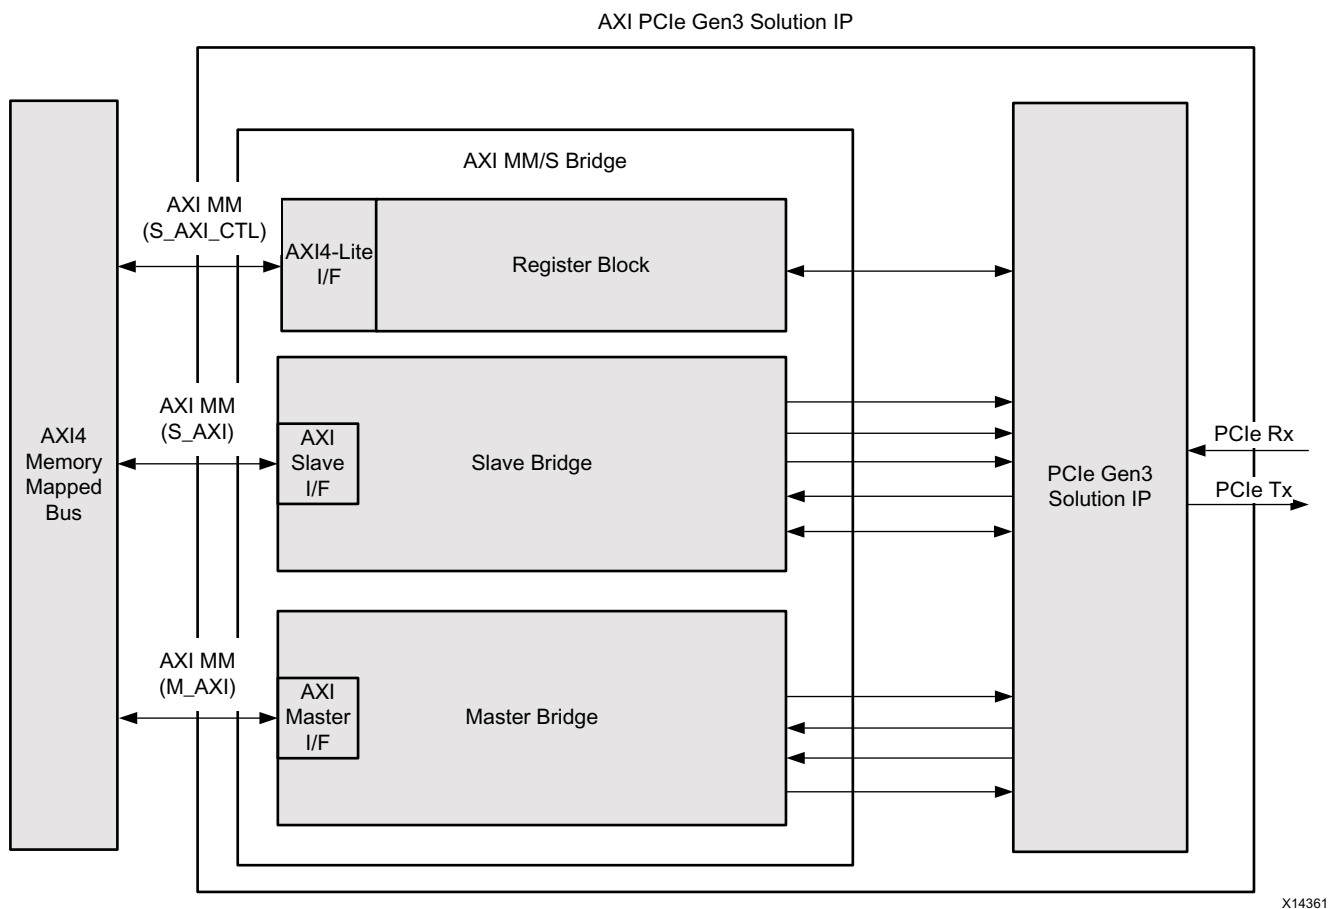 AXI PCIe Gen3 Solution IP
AXI MM/S Bridge
AXI MM
(S_AXI_CTL)
AXI4-Lite
I/F
Register Block
AXI MM
(S_AXI)
AXI
Slave
I/F
Slave Bridge
AXI4
Memory
Mapped
Bus
PCIe Gen3
Solution IP
PCIe Rx
PCIe Tx
AXI MM
(M_AXI)
AXI
Master
I/F
Master Bridge
X14361